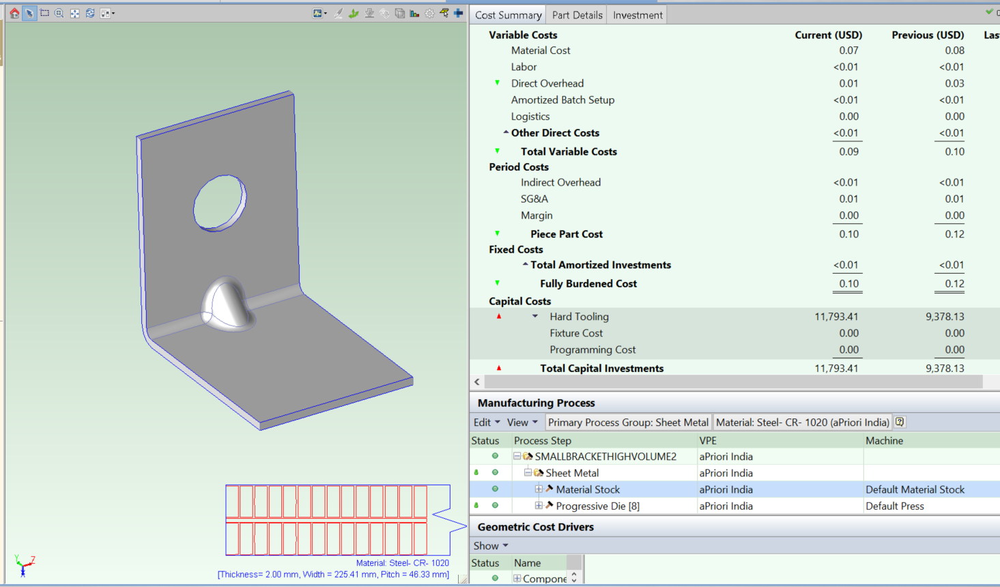 Cost Summary Part Details Investment
Variable Costs Current (USD) Previous (USD) Las
Material Cost 0.07 0.08
Labor <0.01 <0.01
Direct Overhead 0.01 0.03
Amortized Batch Setup <0.01 <0.01
Logistics 0.00 0.00
Other Direct Costs <0.01 <0.01
Total Variable Costs 0.09 0.10
Period Costs
Indirect Overhead <0.01 <0.01
SG&A 0.01 0.01
Margin 0.00 0.00
Piece Part Cost 0.10 0.12
Fixed Costs
Total Amortized Investments <0.01 <0.01
Fully Burdened Cost 0.10 0.12
Capital Costs
Hard Tooling 11,793.41 9,378.13
Fixture Cost 0.00 0.00
Programming Cost 0.00 0.00
Total Capital Investments 11,793.41 9,378.13
Manufacturing Process
Edit View Primary Process Group: Sheet Metal Material: Steel- CR- 1020 (aPriori India)
Status Process Step VPE Machine
SMALLBRACKETHIGHVOLUME2 aPriori India
Sheet Metal aPriori India
Material Stock aPriori India Default Material Stock
Progressive Die [8] aPriori India Default Press
Geometric Cost Drivers
Show
Status Name
Compone
Y Z X
Material: Steel- CR- 1020
[Thickness= 2.00 mm, Width = 225.41 mm, Pitch = 46.33 mm]